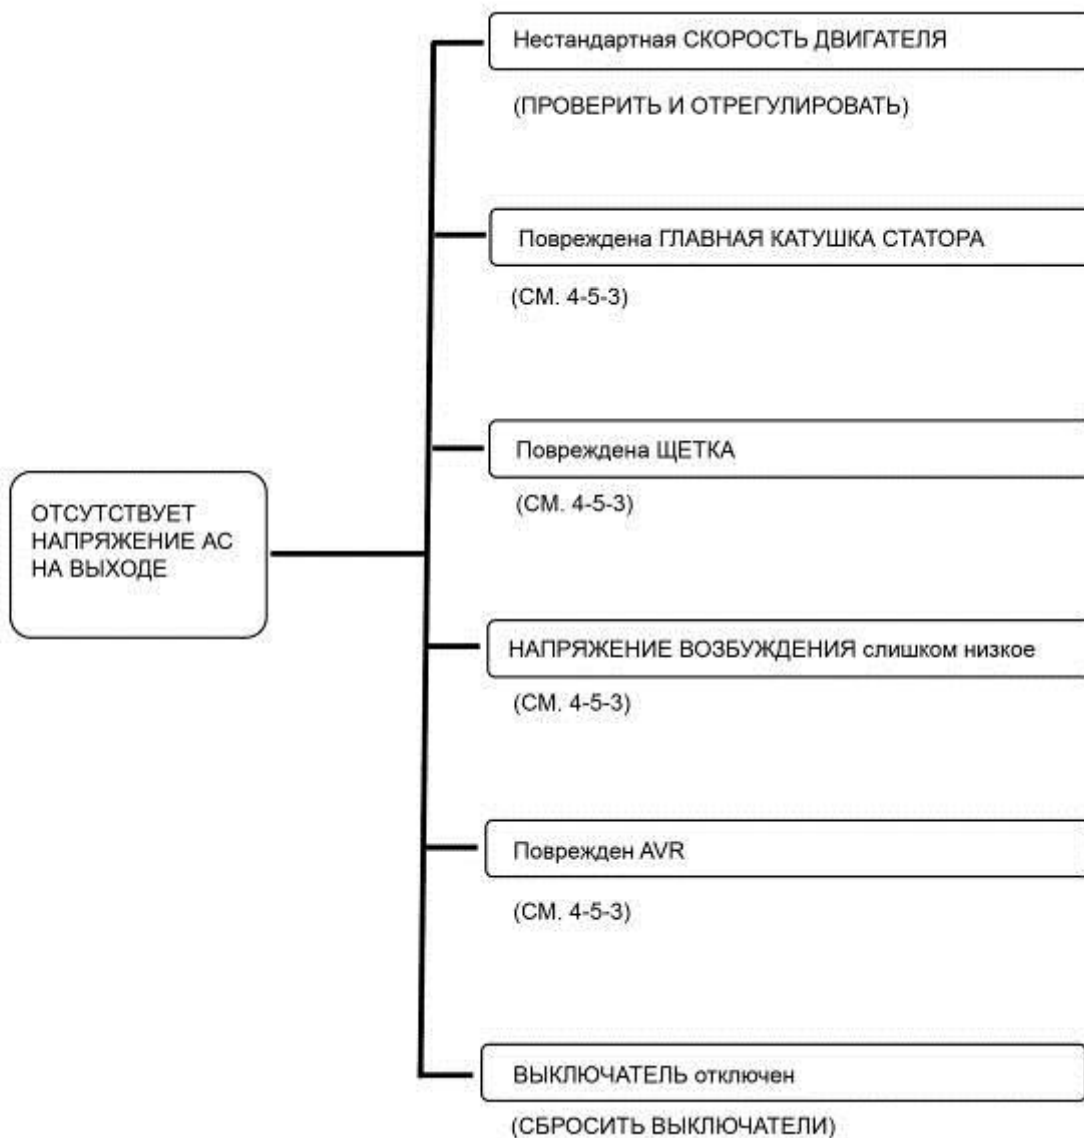 Нестандартная СКОРОСТЬ ДВИГАТЕЛЯ
(ПРОВЕРИТЬ И ОТРЕГУЛИРОВАТЬ)
Повреждена ГЛАВНАЯ КАТУШКА СТАТОРА
(СМ. 4-5-3)
Повреждена ЩЕТКА
(СМ. 4-5-3)
ОТСУТСТВУЕТ
НАПРЯЖЕНИЕ АС
НА ВЫХОДЕ
НАПРЯЖЕНИЕ ВОЗБУЖДЕНИЯ слишком низкое
(СМ. 4-5-3)
Поврежден AVR
(СМ. 4-5-3)
ВЫКЛЮЧАТЕЛЬ отключен
(СБРОСИТЬ ВЫКЛЮЧАТЕЛИ)